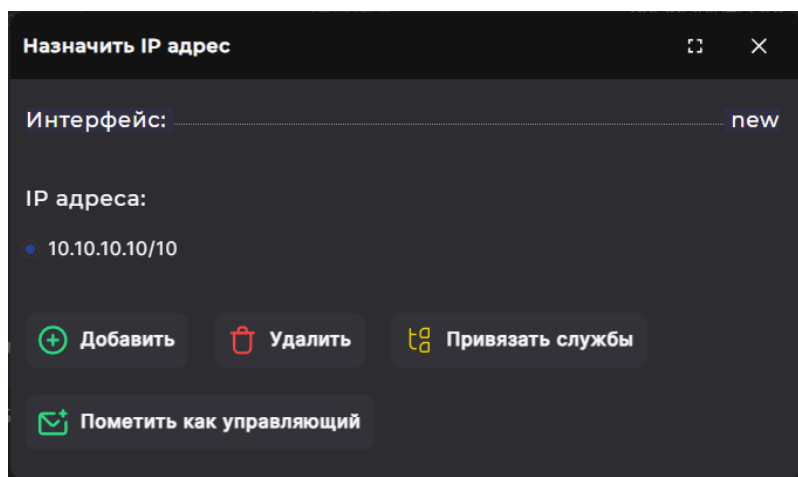 Назначить IP адрес
Интерфейс: new
IP адреса:
10.10.10.10/10
Добавить Удалить Привязать службы
Пометить как управляющий